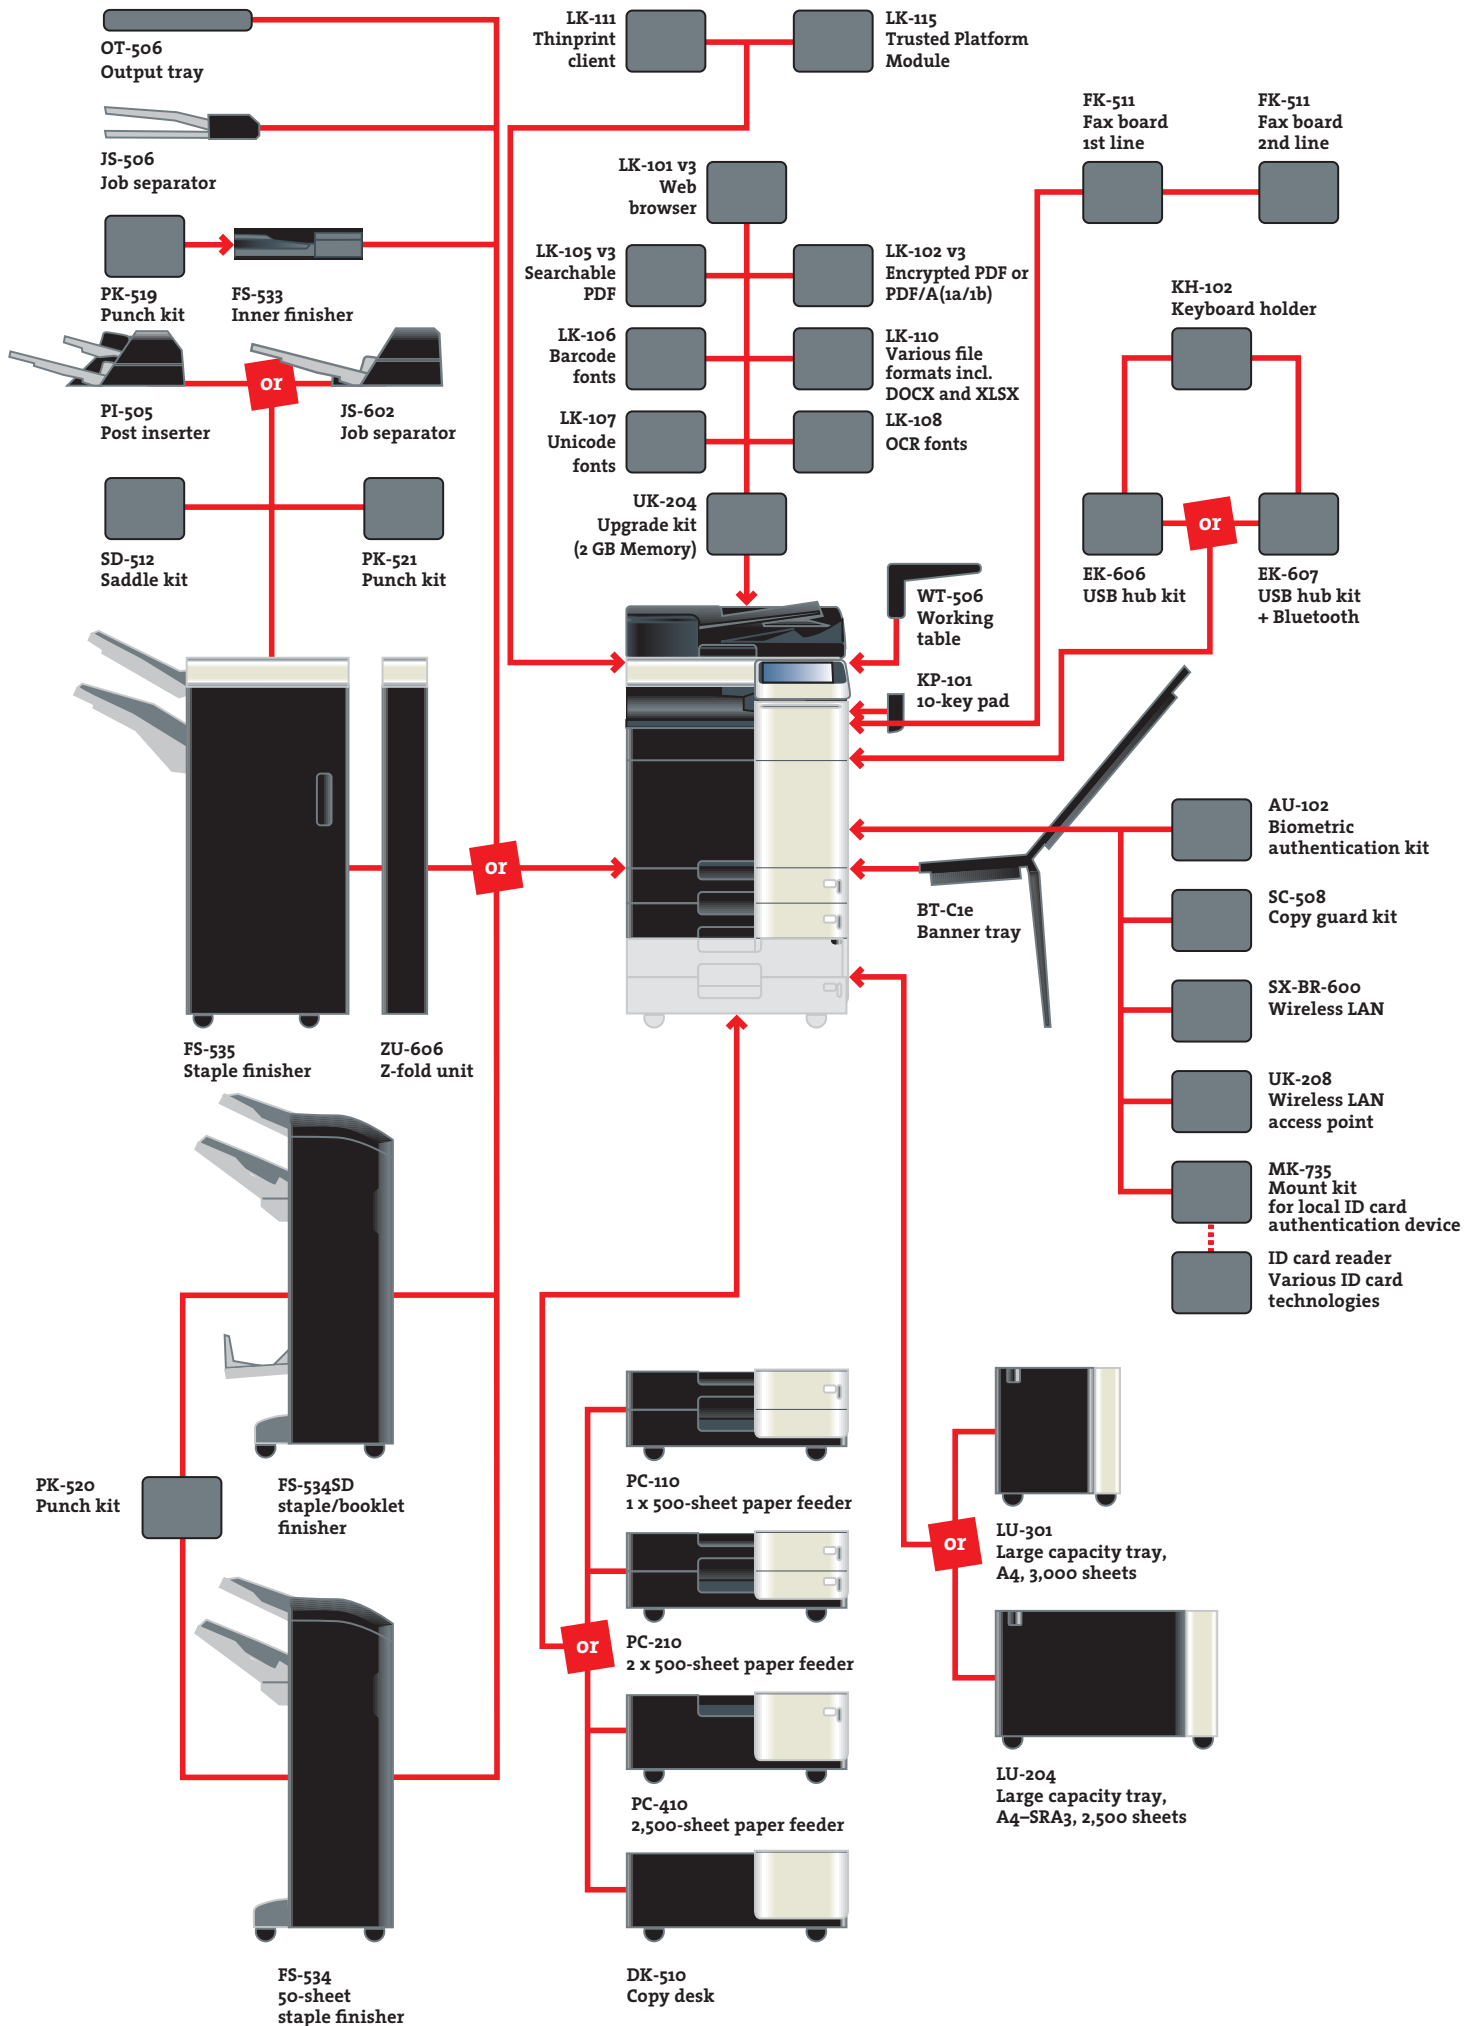 OT-506
Output tray
JS-506
Job separator
PK-519
Punch kit
FS-533
Inner finisher
or
PI-505
Post inserter
JS-602
Job separator
SD-512
Saddle kit
PK-521
Punch kit
FS-535
Staple finisher
ZU-606
Z-fold unit
or
PK-520
Punch kit
FS-534SD
staple/booklet
finisher
FS-534
50-sheet
staple finisher
LK-111
Thinprint
client
LK-115
Trusted Platform
Module
LK-101 v3
Web
browser
LK-105 v3
Searchable
PDF
LK-102 v3
Encrypted PDF or
PDF/A(1a/1b)
LK-106
Barcode
fonts
LK-110
Various file
formats incl.
DOCX and XLSX
LK-107
Unicode
fonts
LK-108
OCR fonts
UK-204
Upgrade kit
(2 GB Memory)
WT-506
Working
table
KP-101
10-key pad
FK-511
Fax board
1st line
FK-511
Fax board
2nd line
KH-102
Keyboard holder
or
EK-606
USB hub kit
EK-607
USB hub kit
+ Bluetooth
BT-C1e
Banner tray
AU-102
Biometric
authentication kit
SC-508
Copy guard kit
SX-BR-600
Wireless LAN
UK-208
Wireless LAN
access point
MK-735
Mount kit
for local ID card
authentication device
ID card reader
Various ID card
technologies
PC-110
1 x 500-sheet paper feeder
or
PC-210
2 x 500-sheet paper feeder
PC-410
2,500-sheet paper feeder
DK-510
Copy desk
or
LU-301
Large capacity tray,
A4, 3,000 sheets
LU-204
Large capacity tray,
A4–SRA3, 2,500 sheets